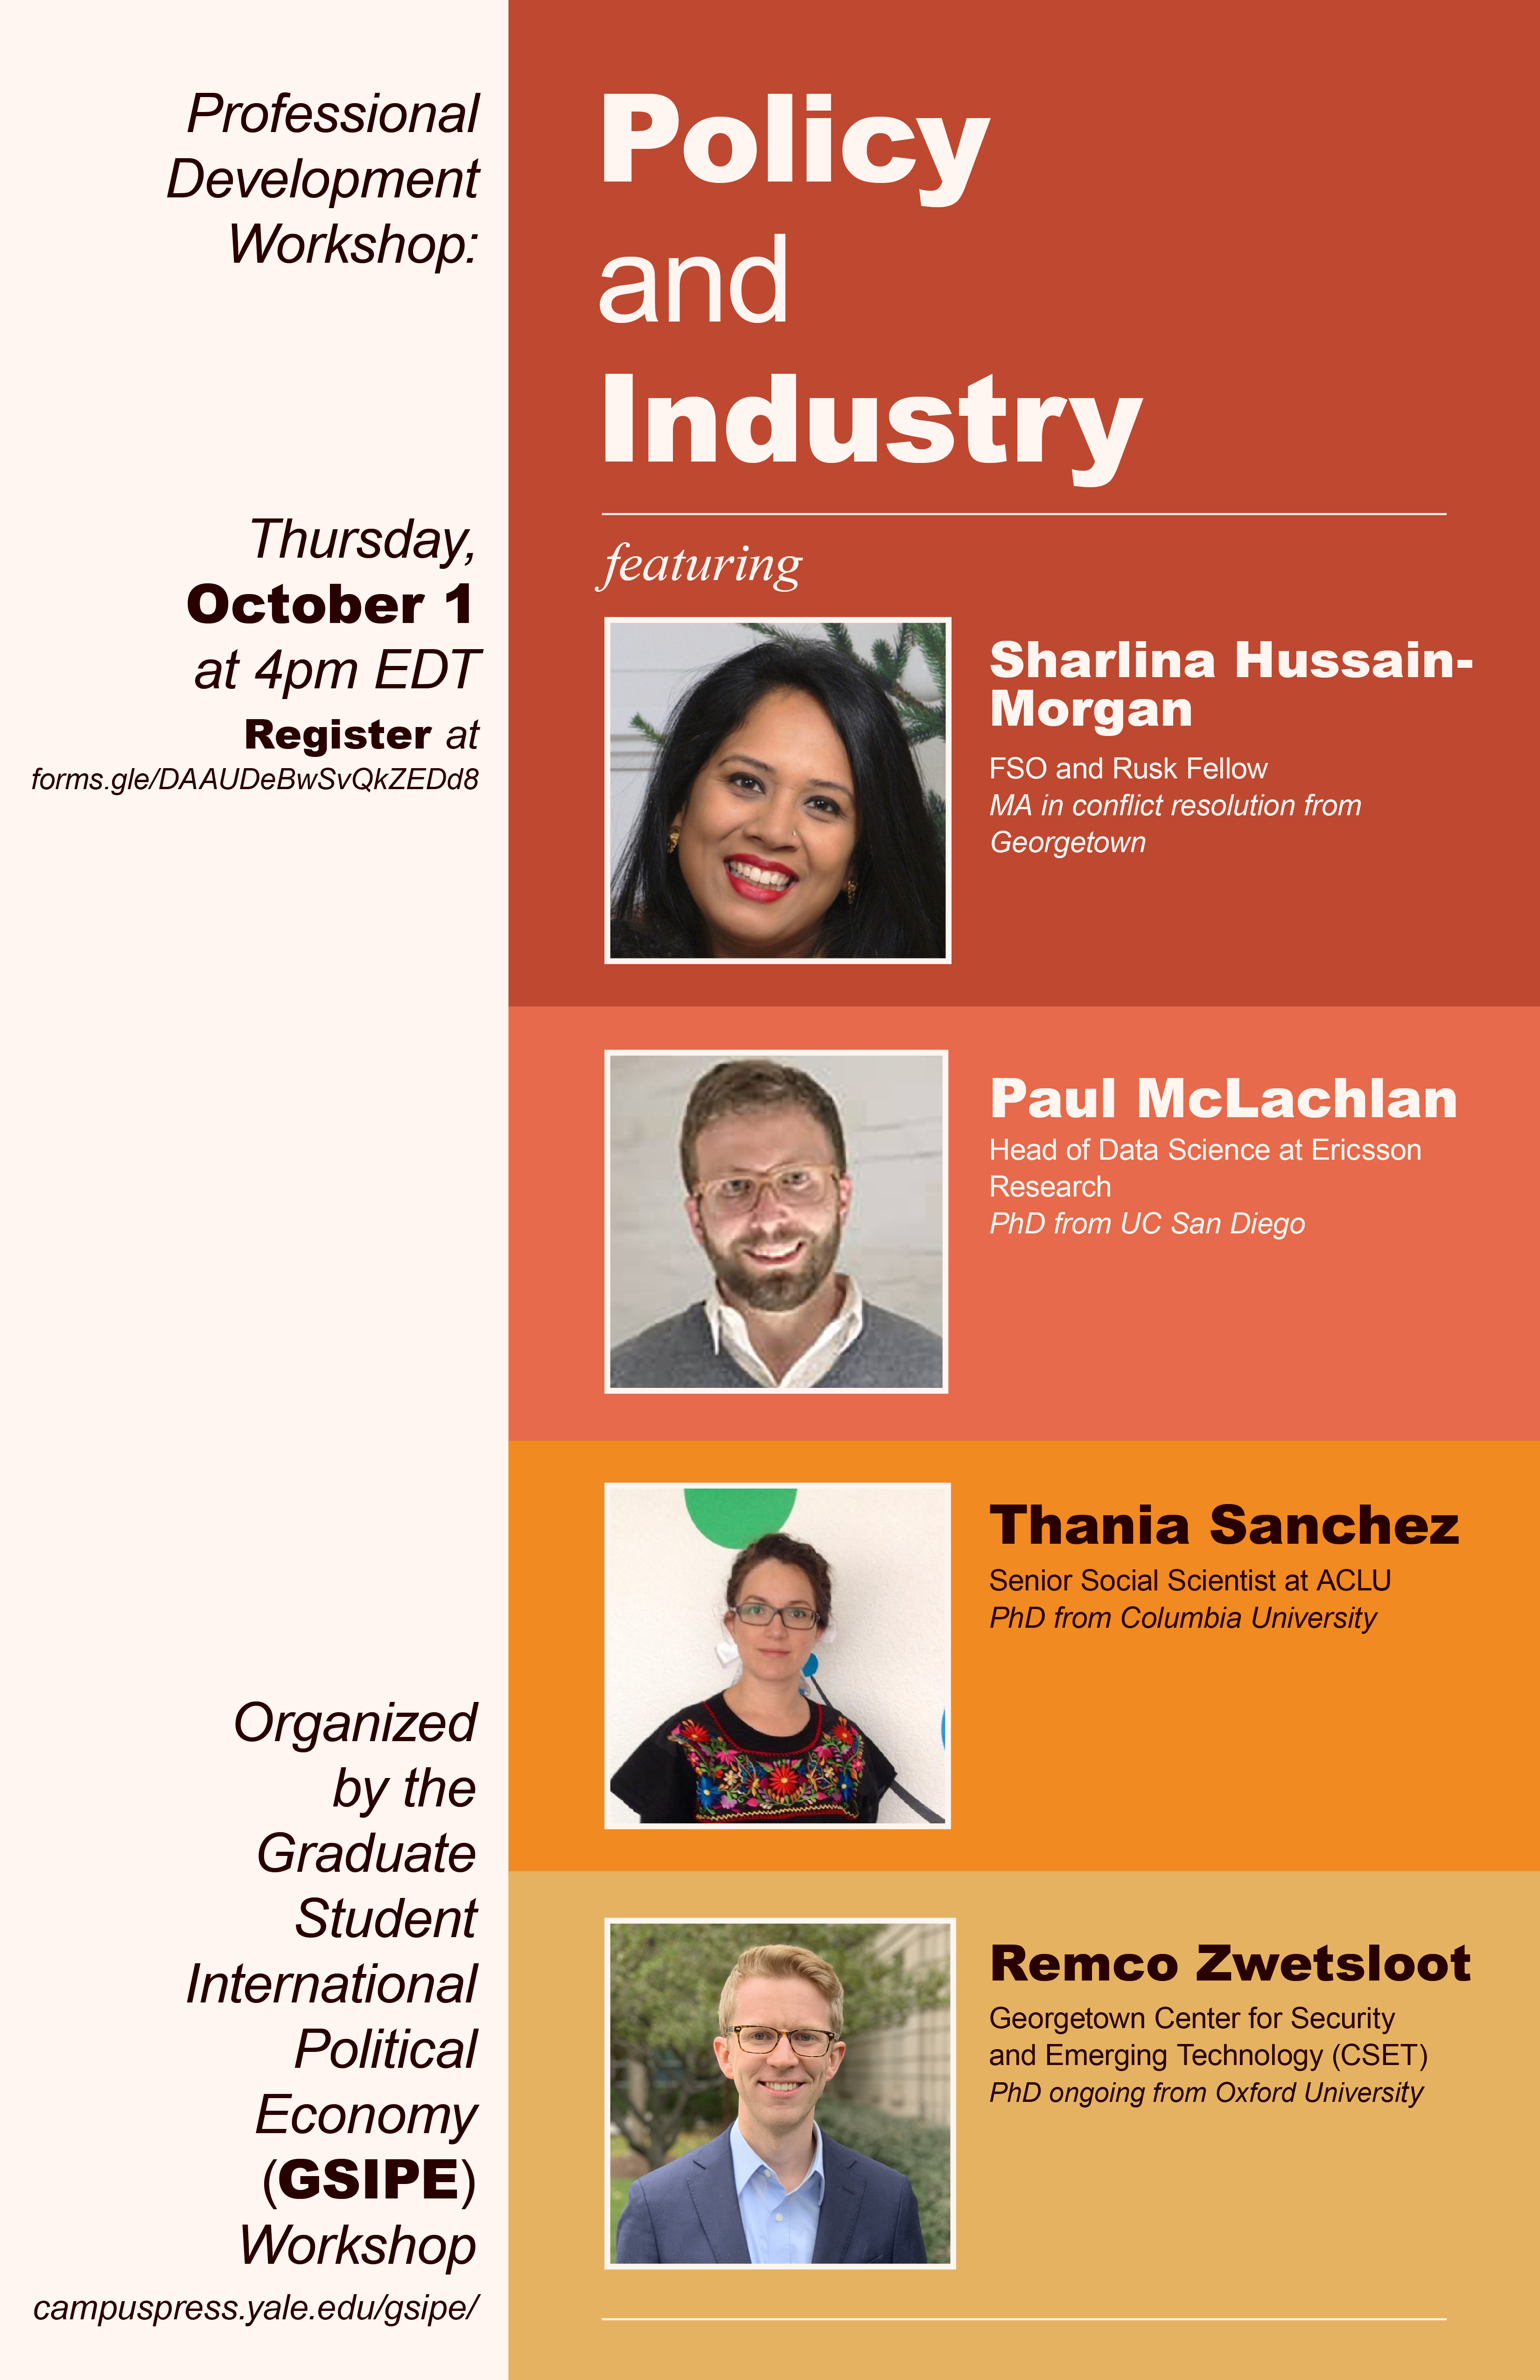 Professional
Development
Workshop:
Thursday,
October 1
at 4pm EDT
Register at
forms.gle/DAAUDeBwSvQkZEDd8
Organized
by the
Graduate
Student
International
Political
Economy
(GSIPE)
Workshop
campuspress.yale.edu/gsipe/
Policy
and
Industry
featuring
Sharlina Hussain-
Morgan
FSO and Rusk Fellow
MA in conflict resolution from
Georgetown
Paul McLachlan
Head of Data Science at Ericsson
Research
PhD from UC San Diego
Thania Sanchez
Senior Social Scientist at ACLU
PhD from Columbia University
Remco Zwetsloot
Georgetown Center for Security
and Emerging Technology (CSET)
PhD ongoing from Oxford University